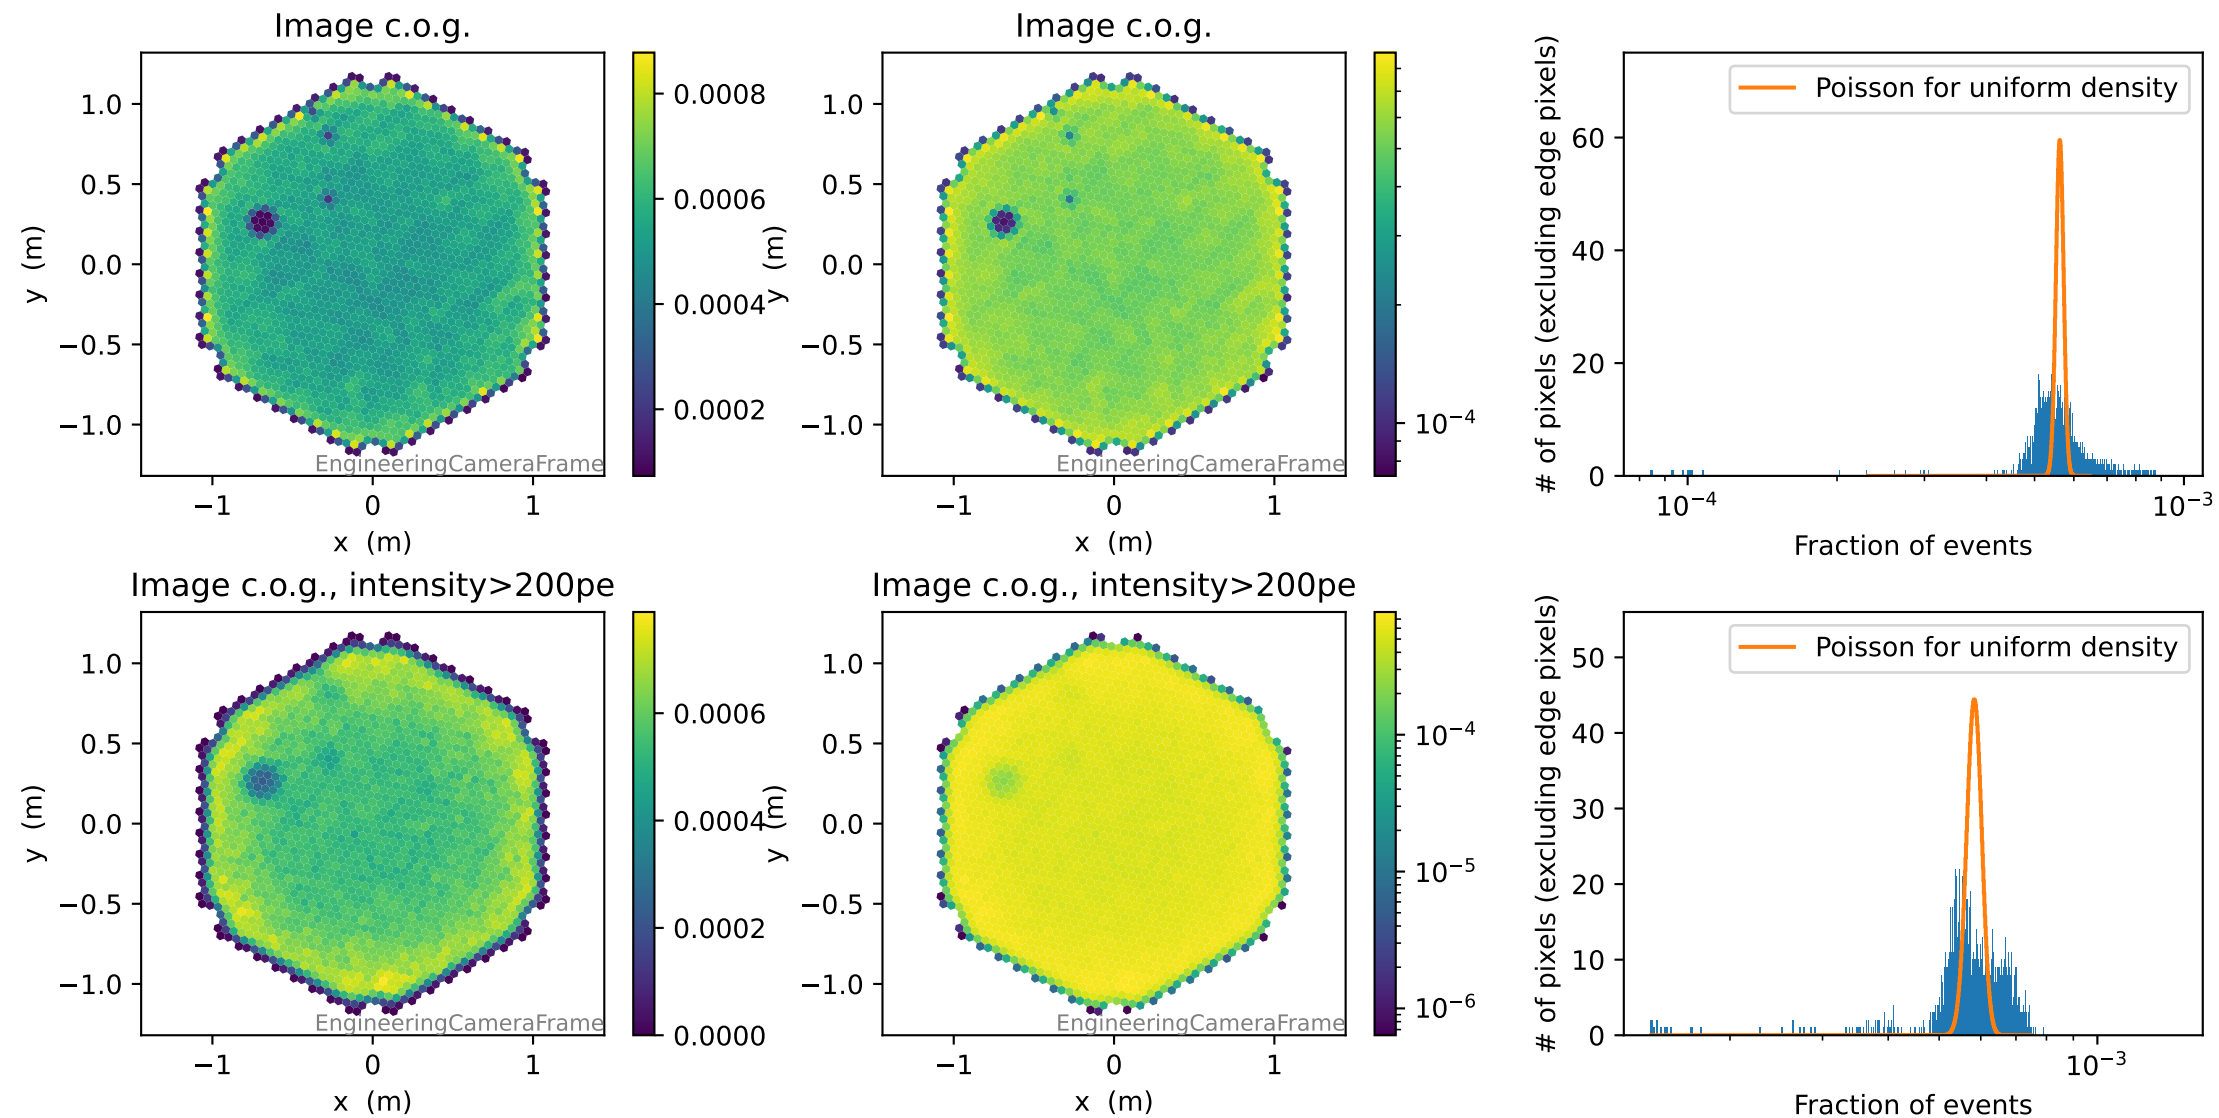 Image c.o.g.
y (m)
1.0
0.5
0.0
−0.5
−1.0
−1 0 1
x (m)
EngineeringCameraFrame
0.0008
0.0006
0.0004
0.0002
Image c.o.g.
y (m)
1.0
0.5
0.0
−0.5
−1.0
−1 0 1
x (m)
EngineeringCameraFrame
10−4
# of pixels (excluding edge pixels)
60
40
20
0
Poisson for uniform density
10−4 10−3
Fraction of events
Image c.o.g., intensity>200pe
y (m)
1.0
0.5
0.0
−0.5
−1.0
−1 0 1
x (m)
EngineeringCameraFrame
0.0006
0.0004
0.0002
0.0000
Image c.o.g., intensity>200pe
y (m)
1.0
0.5
0.0
−0.5
−1.0
−1 0 1
x (m)
EngineeringCameraFrame
10−4
10−5
10−6
# of pixels (excluding edge pixels)
50
40
30
20
10
0
Poisson for uniform density
10−3
Fraction of events